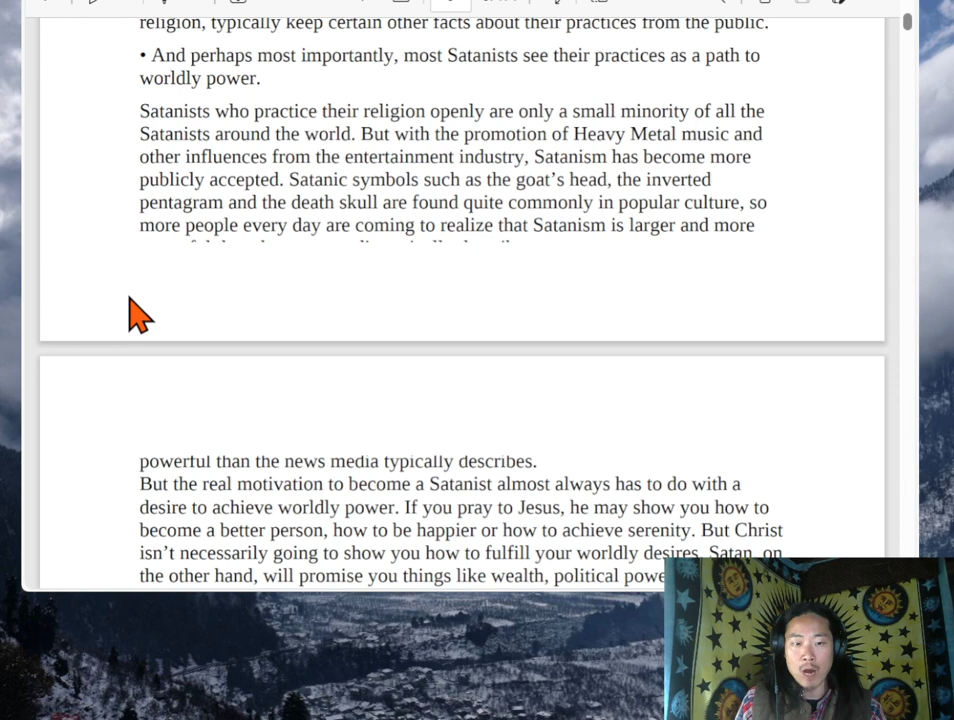 religion, typically keep certain other facts about their practices from the public.
• And perhaps most importantly, most Satanists see their practices as a path to
worldly power.
Satanists who practice their religion openly are only a small minority of all the
Satanists around the world. But with the promotion of Heavy Metal music and
other influences from the entertainment industry, Satanism has become more
publicly accepted. Satanic symbols such as the goat’s head, the inverted
pentagram and the death skull are found quite commonly in popular culture, so
more people every day are coming to realize that Satanism is larger and more
powerful than the news media typically describes.
But the real motivation to become a Satanist almost always has to do with a
desire to achieve worldly power. If you pray to Jesus, he may show you how to
become a better person, how to be happier or how to achieve serenity. But Christ
isn’t necessarily going to show you how to fulfill your worldly desires. Satan, on
the other hand, will promise you things like wealth, political